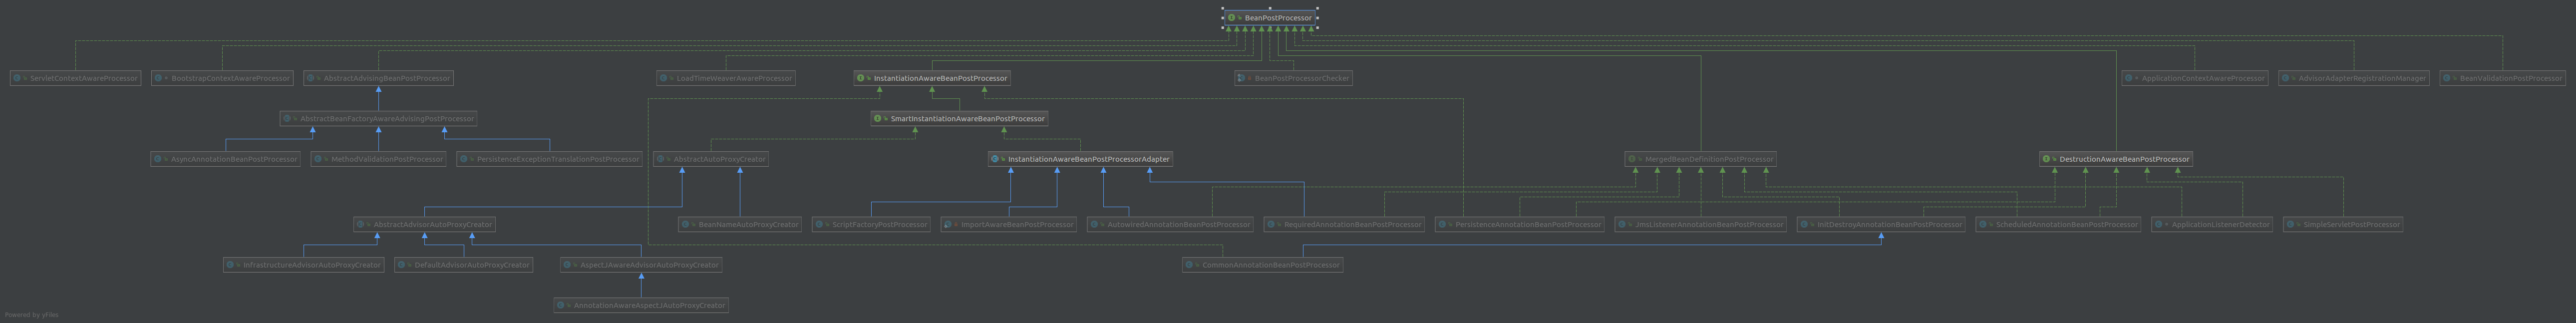 BeanPostProcessor
ServletContextAwareProcessor
BootstrapContextAwareProcessor
AbstractAdvisingBeanPostProcessor
LoadTimeWeaverAwareProcessor
InstantiationAwareBeanPostProcessor
BeanPostProcessorChecker
ApplicationContextAwareProcessor
AdvisorAdapterRegistrationManager
BeanValidationPostProcessor
AbstractBeanFactoryAwareAdvisingPostProcessor
SmartInstantiationAwareBeanPostProcessor
AsyncAnnotationBeanPostProcessor
MethodValidationPostProcessor
PersistenceExceptionTranslationPostProcessor
AbstractAutoProxyCreator
InstantiationAwareBeanPostProcessorAdapter
MergedBeanDefinitionPostProcessor
DestructionAwareBeanPostProcessor
AbstractAdvisorAutoProxyCreator
BeanNameAutoProxyCreator
ScriptFactoryPostProcessor
ImportAwareBeanPostProcessor
AutowiredAnnotationBeanPostProcessor
RequiredAnnotationBeanPostProcessor
PersistenceAnnotationBeanPostProcessor
JmsListenerAnnotationBeanPostProcessor
InitDestroyAnnotationBeanPostProcessor
ScheduledAnnotationBeanPostProcessor
ApplicationListenerDetector
SimpleServletPostProcessor
InfrastructureAdvisorAutoProxyCreator
DefaultAdvisorAutoProxyCreator
AspectJAwareAdvisorAutoProxyCreator
CommonAnnotationBeanPostProcessor
AnnotationAwareAspectJAutoProxyCreator
Powered by yFiles